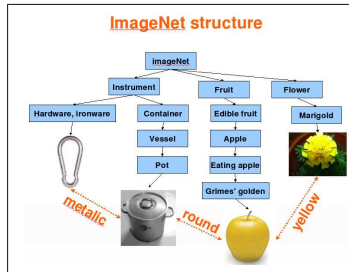 ImageNet structure
imageNet
Instrument
Fruit
Flower
Hardware, ironware
Container
Edible fruit
Marigold
Vessel
Apple
Pot
Eating apple
Grimes' golden
metalic
round
yellow